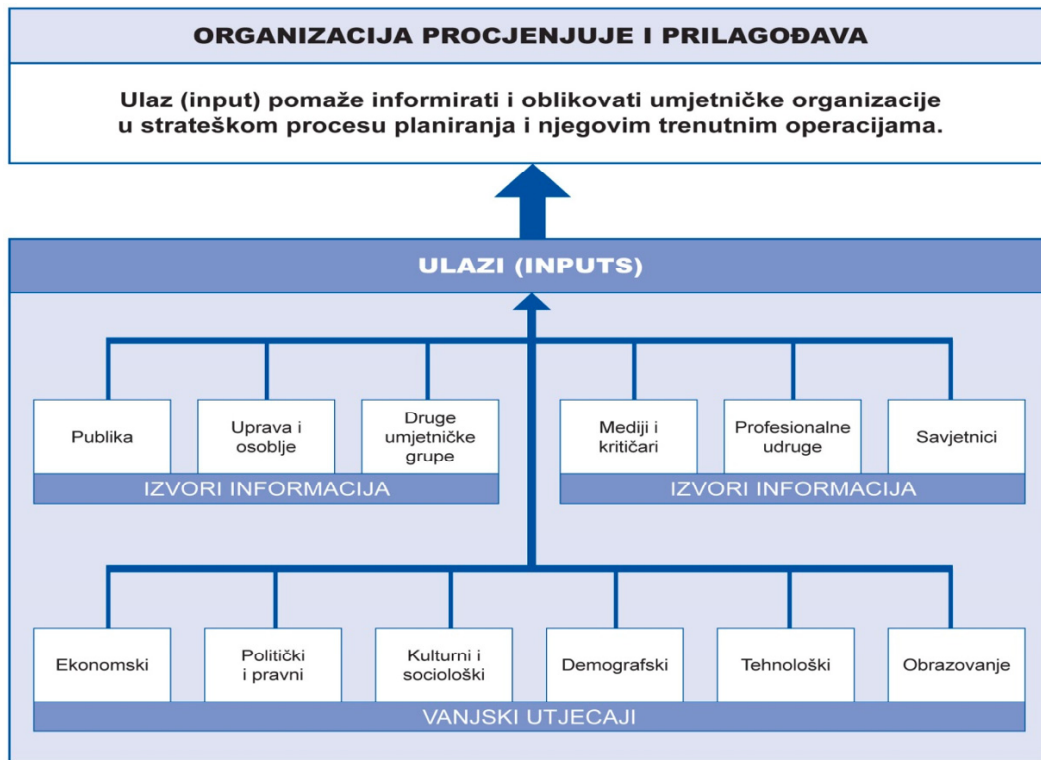 ORGANIZACIJA PROCJENJUJE I PRILAGOĐAVA
Ulaz (input) pomaže informirati i oblikovati umjetničke organizacije
u strateškom procesu planiranja i njegovim trenutnim operacijama.
ULAZI (INPUTS)
Publika
Uprava i
osoblje
Druge
umjetničke
grupe
Mediji i
kritičari
Profesionalne
udruge
Savjetnici
IZVORI INFORMACIJA
IZVORI INFORMACIJA
Ekonomski
Politički
i pravni
Kulturni i
sociološki
Demografski
Tehnološki
Obrazovanje
VANJSKI UTJECAJI